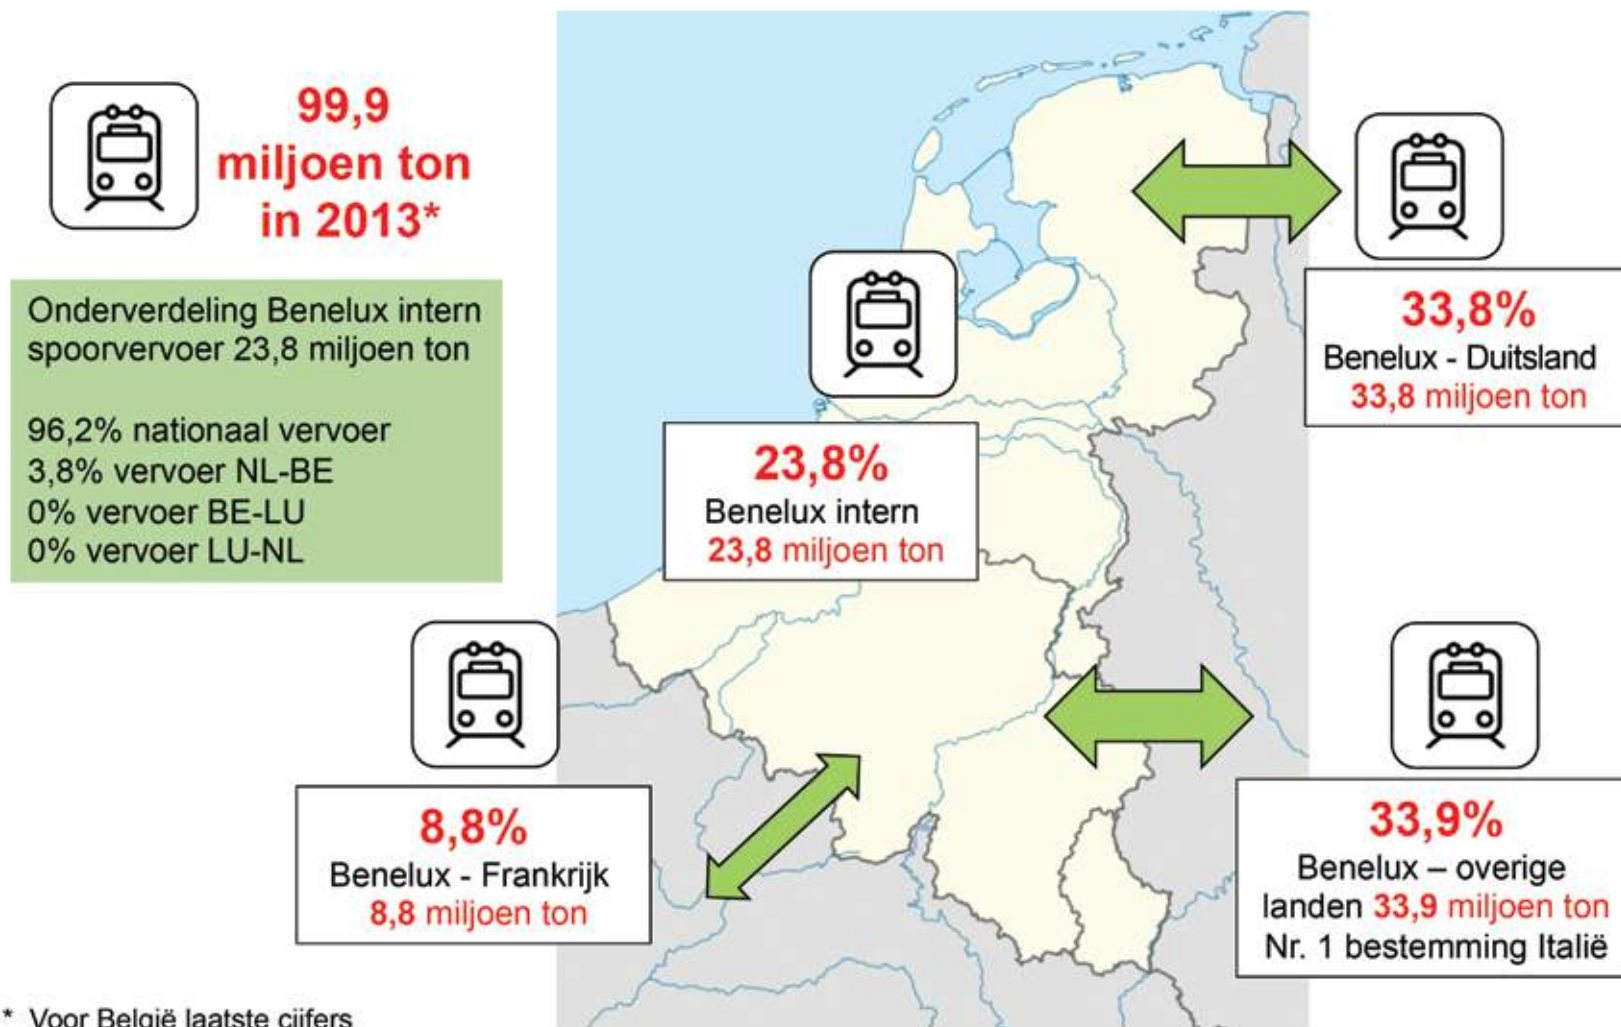 99,9
miljoen ton
in 2013*
Onderverdeling Benelux intern
spoorvervoer 23,8 miljoen ton
96,2% nationaal vervoer
3,8% vervoer NL-BE
0% vervoer BE-LU
0% vervoer LU-NL
33,8%
Benelux - Duitsland
33,8 miljoen ton
23,8%
Benelux intern
23,8 miljoen ton
8,8%
Benelux - Frankrijk
8,8 miljoen ton
33,9%
Benelux – overige
landen 33,9 miljoen ton
Nr. 1 bestemming Italië
* Voor België laatste cijfers